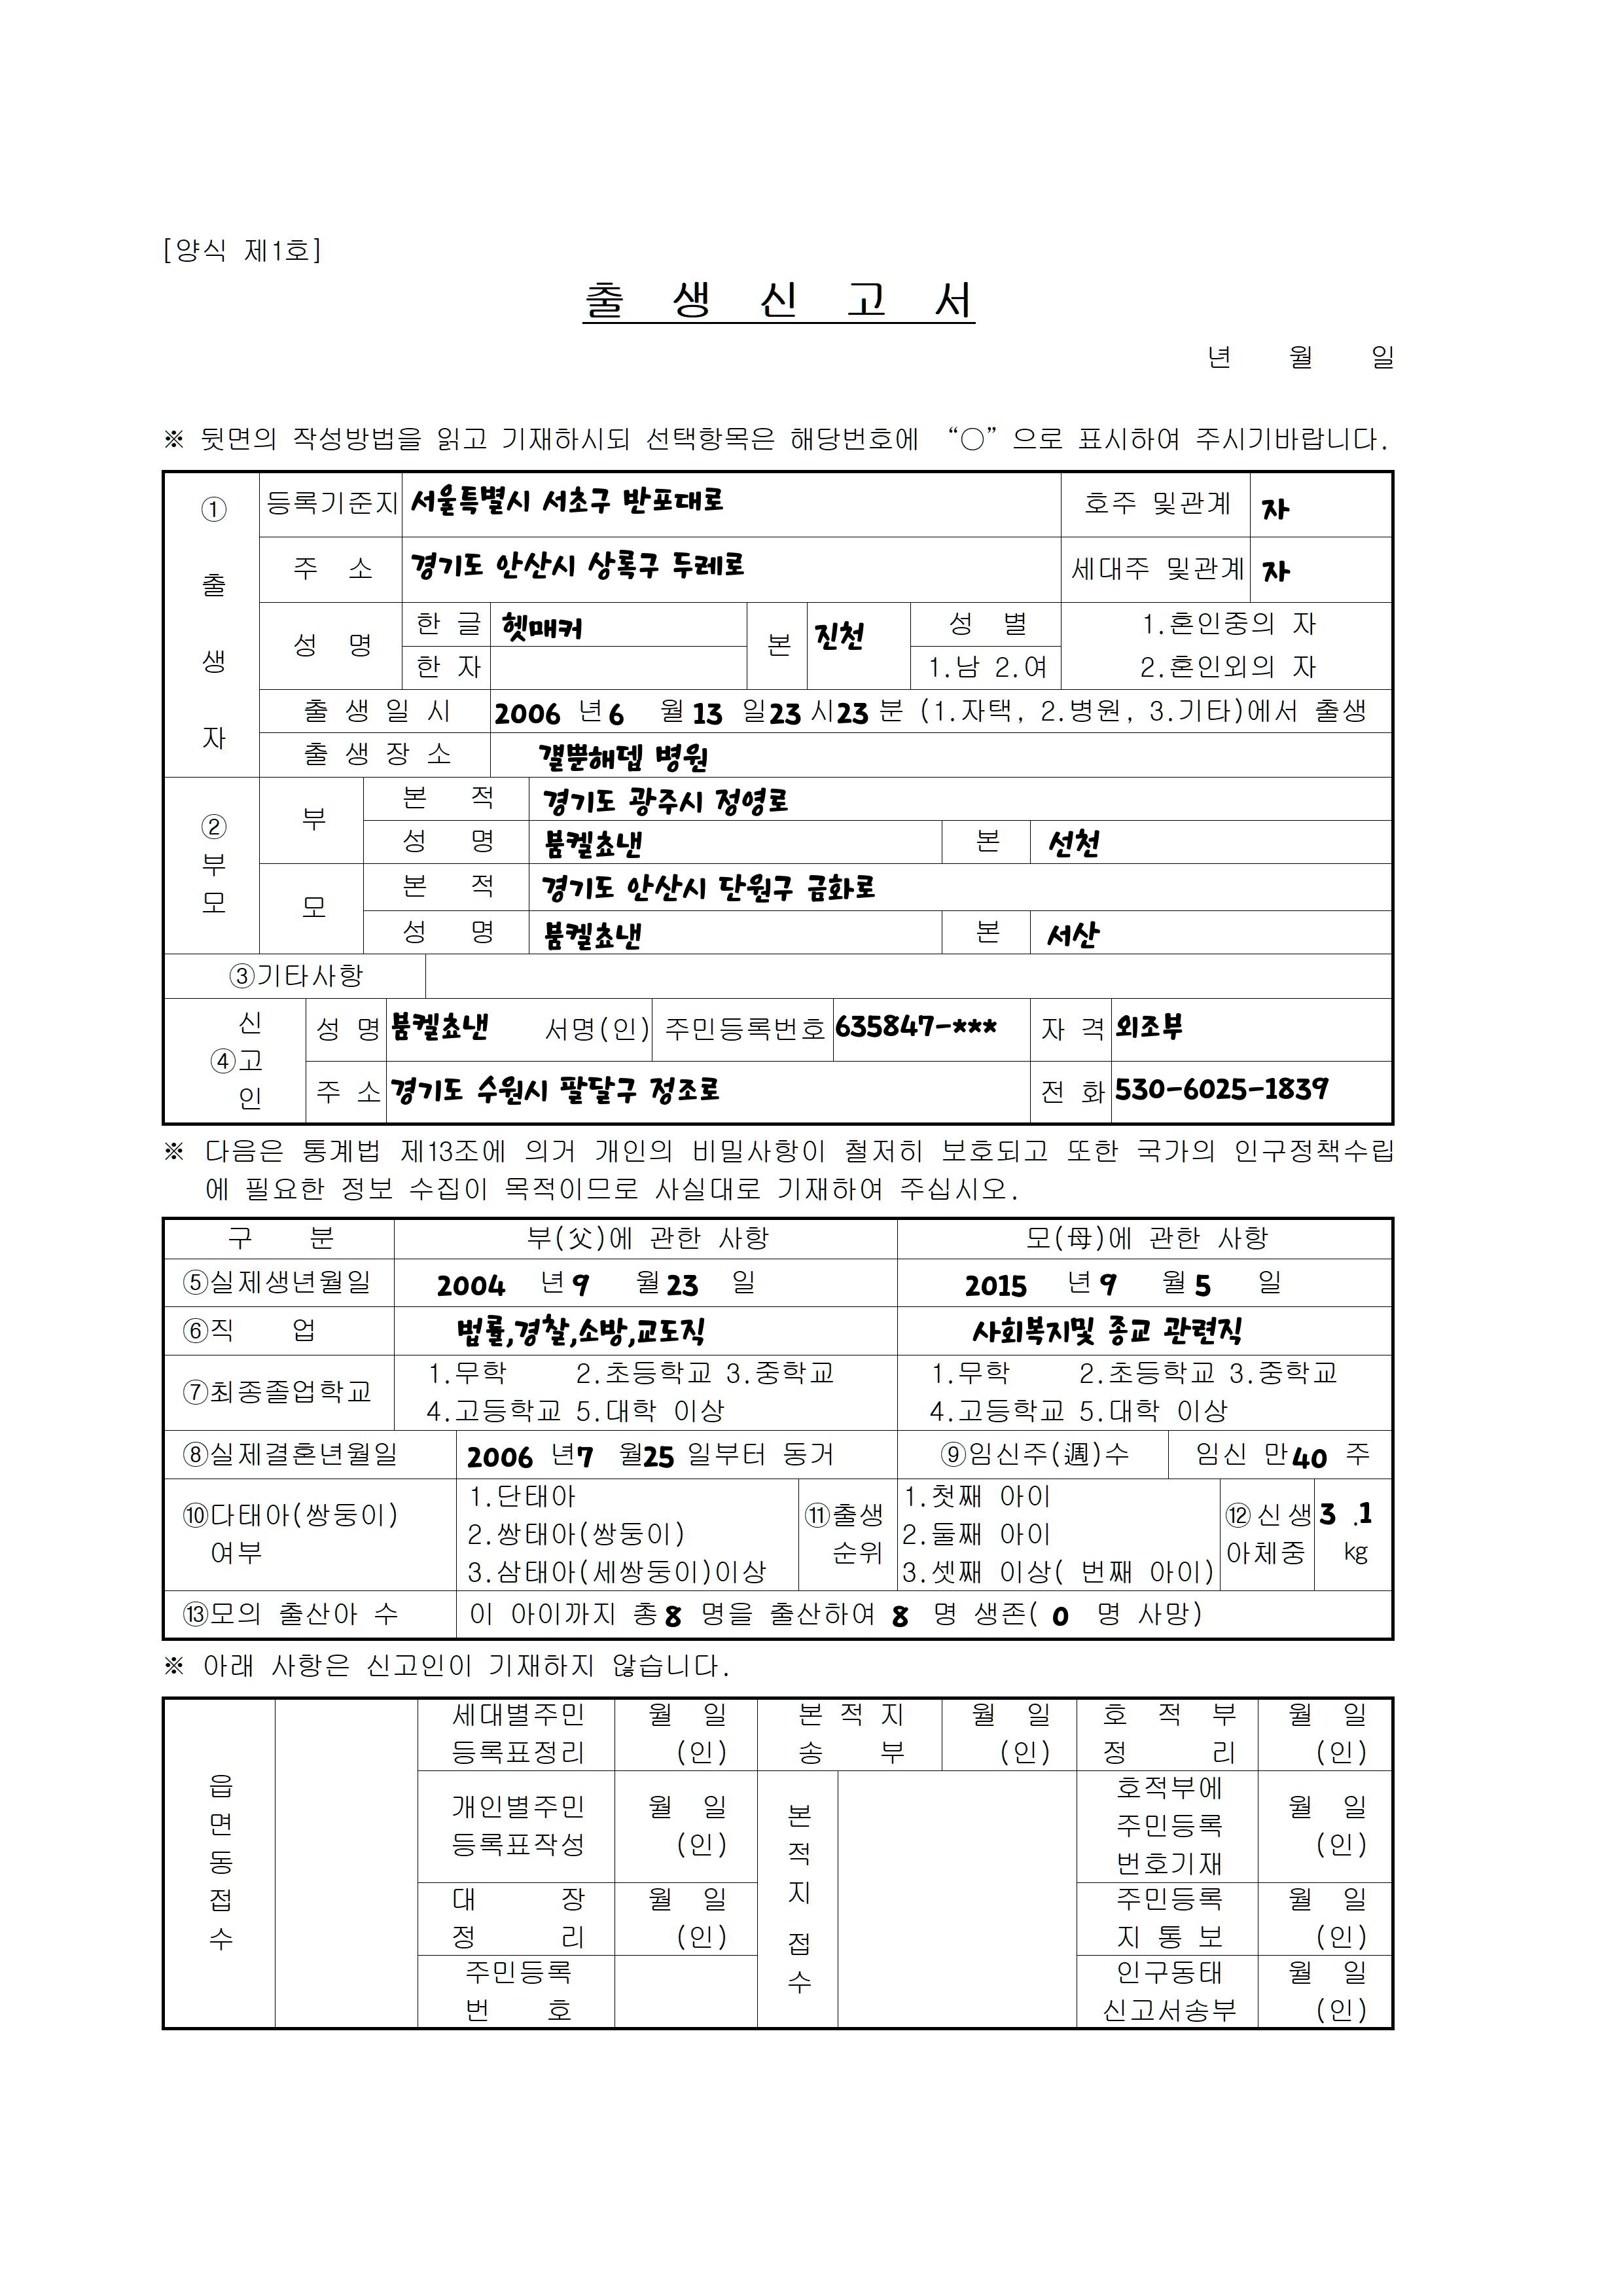 [양식 제1호]
출 생 신 고 서
년 월 일
※ 뒷면의 작성방법을 읽고 기재하시되 선택항목은 해당번호에 “○”으로 표시하여 주시기바랍니다.
① 출 생 자
등록기준지 서울특별시 서초구 반포대로 호주 및관계 자
주 소 경기도 안산시 상록구 두레로 세대주 및관계 자
성 명 한 글 헷매커 본 진천 성 별 1.혼인중의 자
한 자 1.남 2.여 2.혼인외의 자
출 생 일 시 2006 년 6 월 13 일 23 시 23 분 (1.자택, 2.병원, 3.기타)에서 출생
출 생 장 소 걜뿐해뎁 병원
② 부 모
부 본 적 경기도 광주시 정영로
성 명 붐켈쵸낸 본 선천
모 본 적 경기도 안산시 단원구 금화로
성 명 붐켈쵸낸 본 서산
③기타사항
④ 신 고 인
성 명 붐켈쵸낸 서명(인) 주민등록번호 635847-*** 자 격 외조부
주 소 경기도 수원시 팔달구 정조로 전 화 530-6025-1839
※ 다음은 통계법 제13조에 의거 개인의 비밀사항이 철저히 보호되고 또한 국가의 인구정책수립
에 필요한 정보 수집이 목적이므로 사실대로 기재하여 주십시오.
구 분 부(父)에 관한 사항 모(母)에 관한 사항
⑤실제생년월일 2004 년 9 월 23 일 2015 년 9 월 5 일
⑥직 업 법률,경찰,소방,교도직 사회복지및 종교 관련직
⑦최종졸업학교
1.무학 2.초등학교 3.중학교 1.무학 2.초등학교 3.중학교
4.고등학교 5.대학 이상 4.고등학교 5.대학 이상
⑧실제결혼년월일 2006 년 7 월 25 일부터 동거 ⑨임신주(週)수 임신 만 40 주
⑩다태아(쌍둥이) 여부
1.단태아
2.쌍태아(쌍둥이)
3.삼태아(세쌍둥이)이상
⑪출생 순위
1.첫째 아이
2.둘째 아이
3.셋째 이상( 번째 아이)
⑫신생 아체중
3 .1
kg
⑬모의 출산아 수 이 아이까지 총 8 명을 출산하여 8 명 생존( 0 명 사망)
※ 아래 사항은 신고인이 기재하지 않습니다.
읍 면 동 접 수
세대별주민 등록표정리 월 일 (인)
본 적 지 송 부 월 일 (인)
호 적 부 정 리 월 일 (인)
개인별주민 등록표작성 월 일 (인)
본 적 지 접 수
호적부에 주민등록 번호기재 월 일 (인)
대 장 정 리 월 일 (인)
주민등록 지 통 보 월 일 (인)
주민등록 번 호
인구동태 신고서송부 월 일 (인)